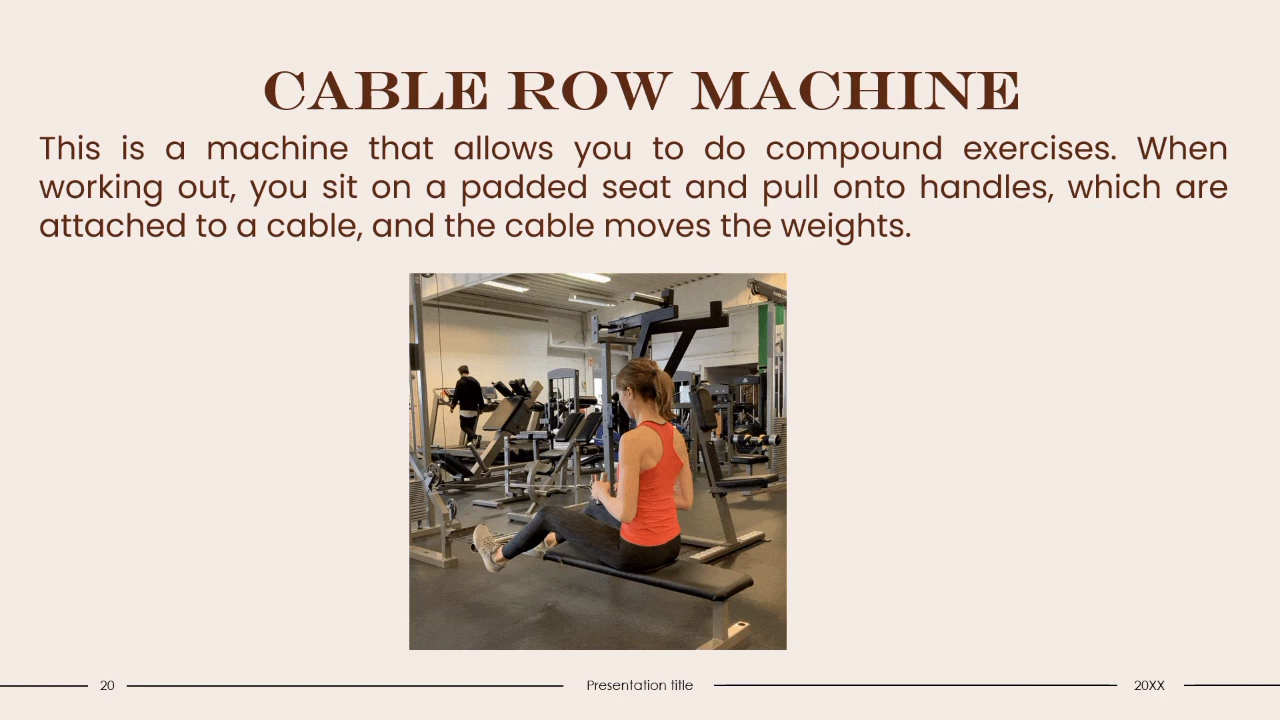 CABLE ROW MACHINE
This is a machine that allows you to do compound exercises. When
working out, you sit on a padded seat and pull onto handles, which are
attached to a cable, and the cable moves the weights.
20
Presentation title
20XX